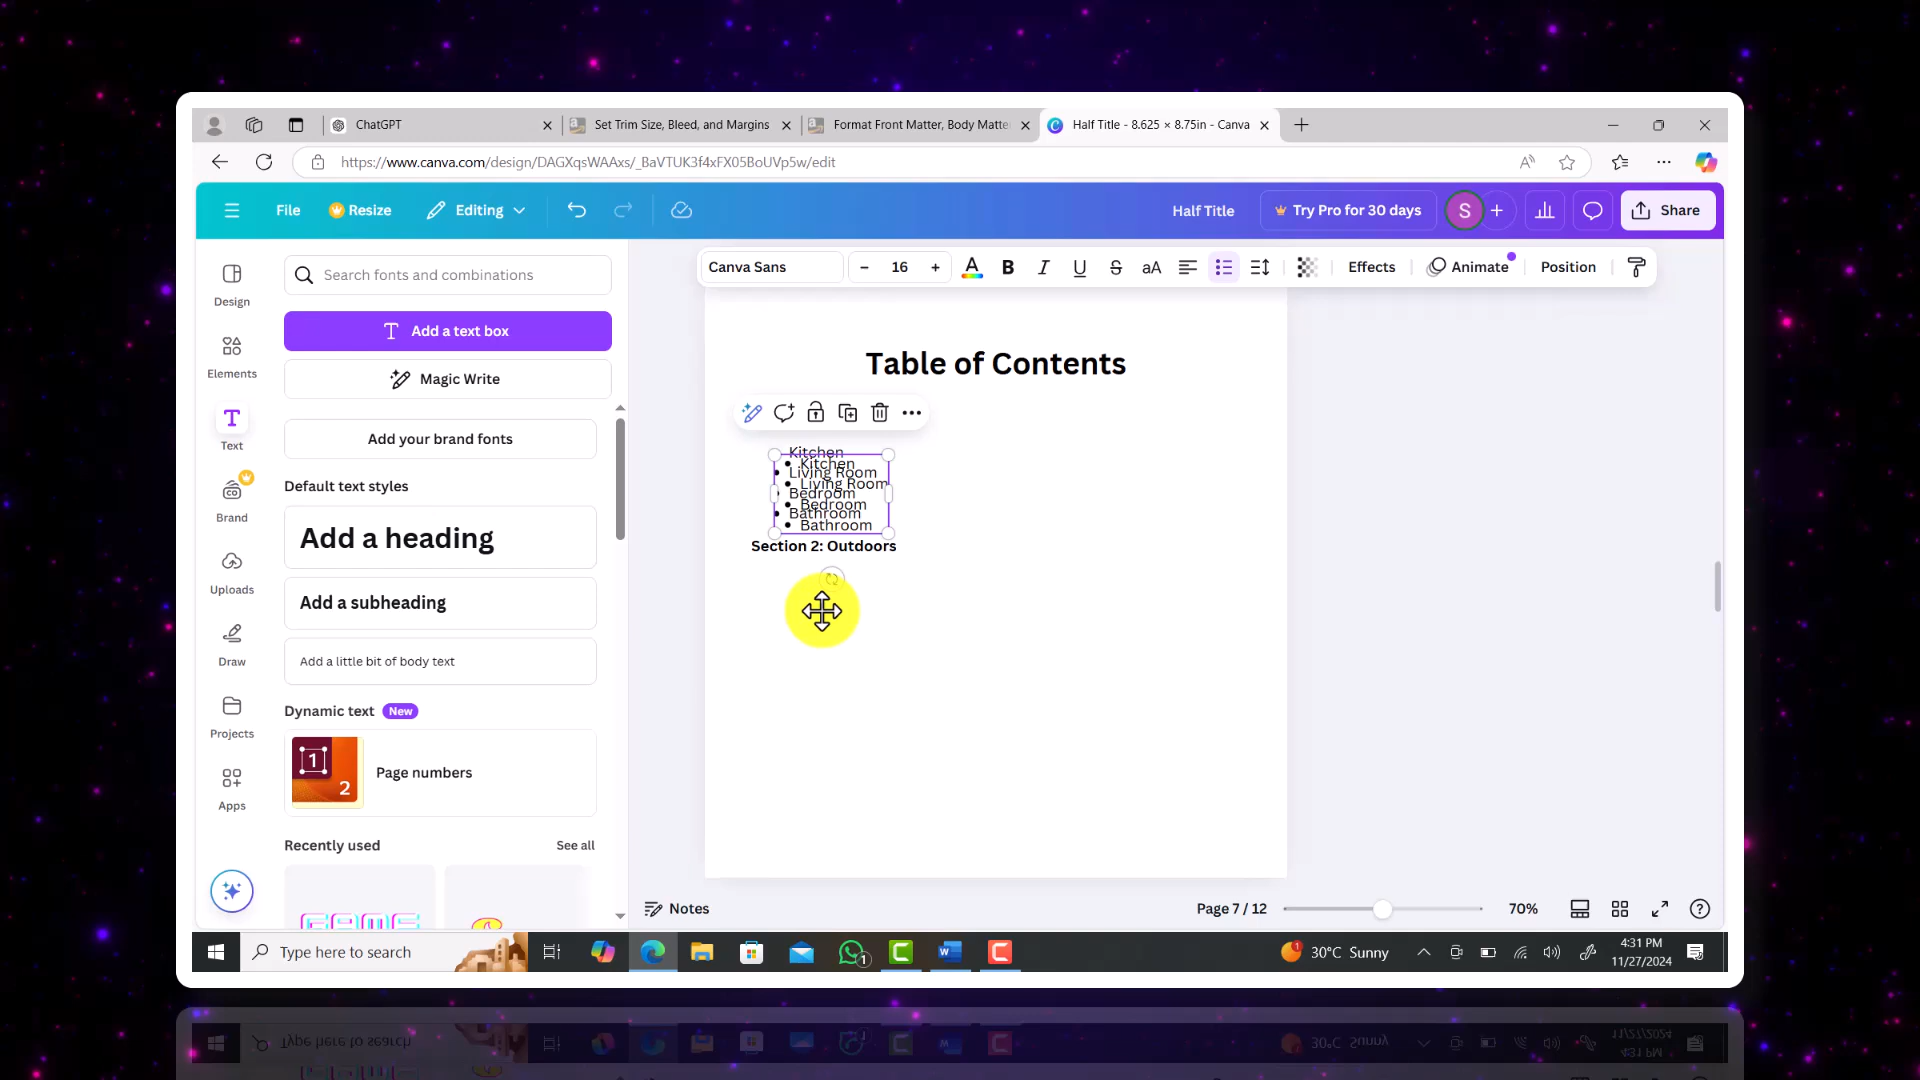 ChatGPT
Set Trim Size, Bleed, and Margins
Format Front Matter, Body Matte
Half Title - 8.625 × 8.75in - Canva
https://www.canva.com/design/DAGXqsWAAxs/_BaVTUK3f4xFX05BoUVp5w/edit
File
Resize
Editing
Half Title
Try Pro for 30 days
S
Share
Canva Sans
16
A
B
I
U
S
aA
Effects
Animate
Position
Design
Elements
Text
Brand
Uploads
Draw
Projects
Apps
Search fonts and combinations
Add a text box
Magic Write
Add your brand fonts
Default text styles
Add a heading
Add a subheading
Add a little bit of body text
Dynamic text New
1
2
Page numbers
Recently used
See all
GAME
Table of Contents
Kitchen
Kitchen
Living Room
Living Room
Bedroom
Bedroom
Bathroom
Bathroom
Section 2: Outdoors
Notes
Page 7 / 12
70%
Type here to search
1
1
30°C Sunny
4:31 PM
11/27/2024